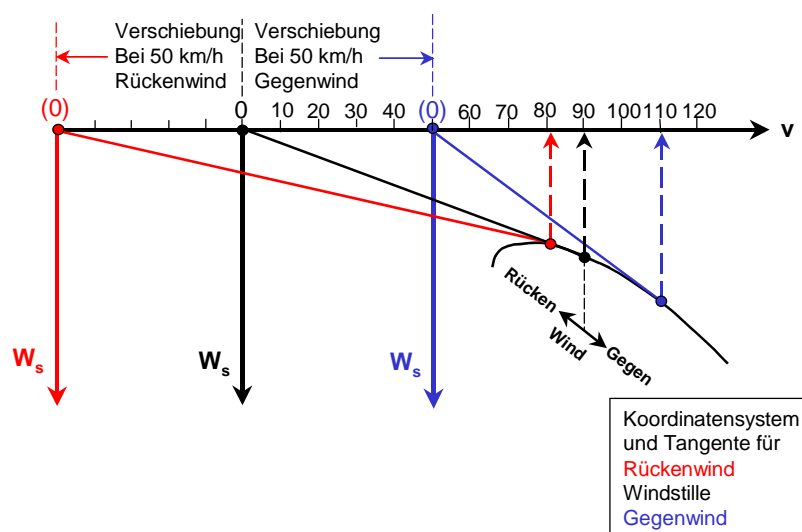 Verschiebung
Bei 50 km/h
Rückenwind
Verschiebung
Bei 50 km/h
Gegenwind
(0)
0 10 20 30 40 (0) 60 70 80 90 100 110 120
v
Rücken
Wind
Gegen
Ws
Ws
Ws
Koordinatensystem
und Tangente für
Rückenwind
Windstille
Gegenwind